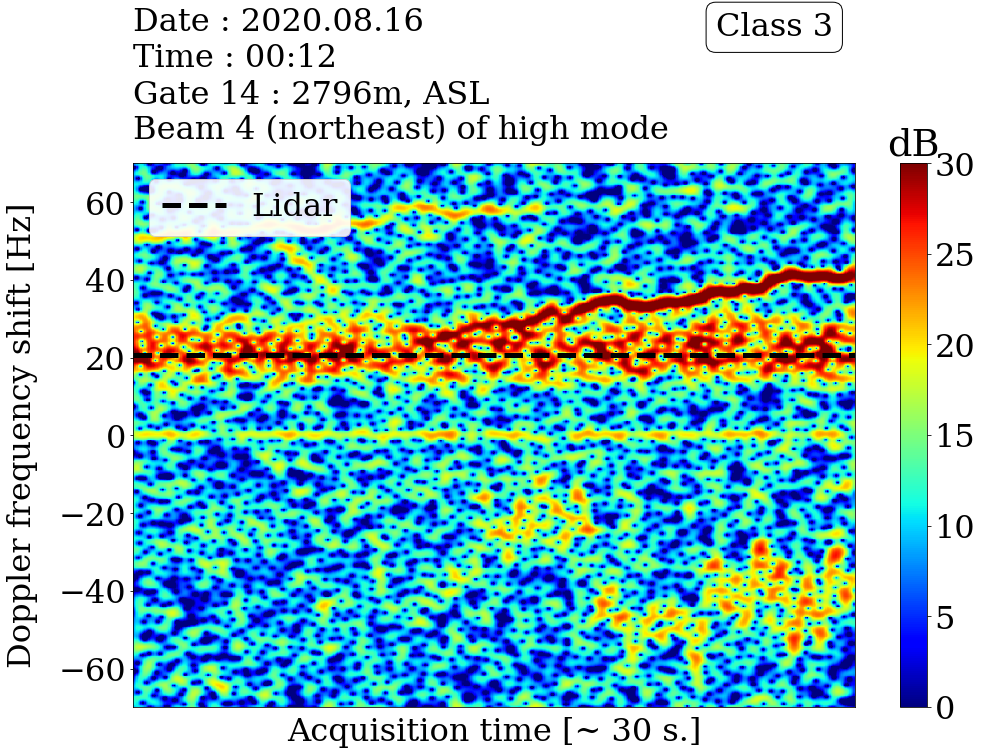 Date : 2020.08.16
Time : 00:12
Gate 14 : 2796m, ASL
Beam 4 (northeast) of high mode
Class 3
dB
Lidar
Doppler frequency shift [Hz]
60
40
20
0
−20
−40
−60
30
25
20
15
10
5
0
Acquisition time [~ 30 s.]